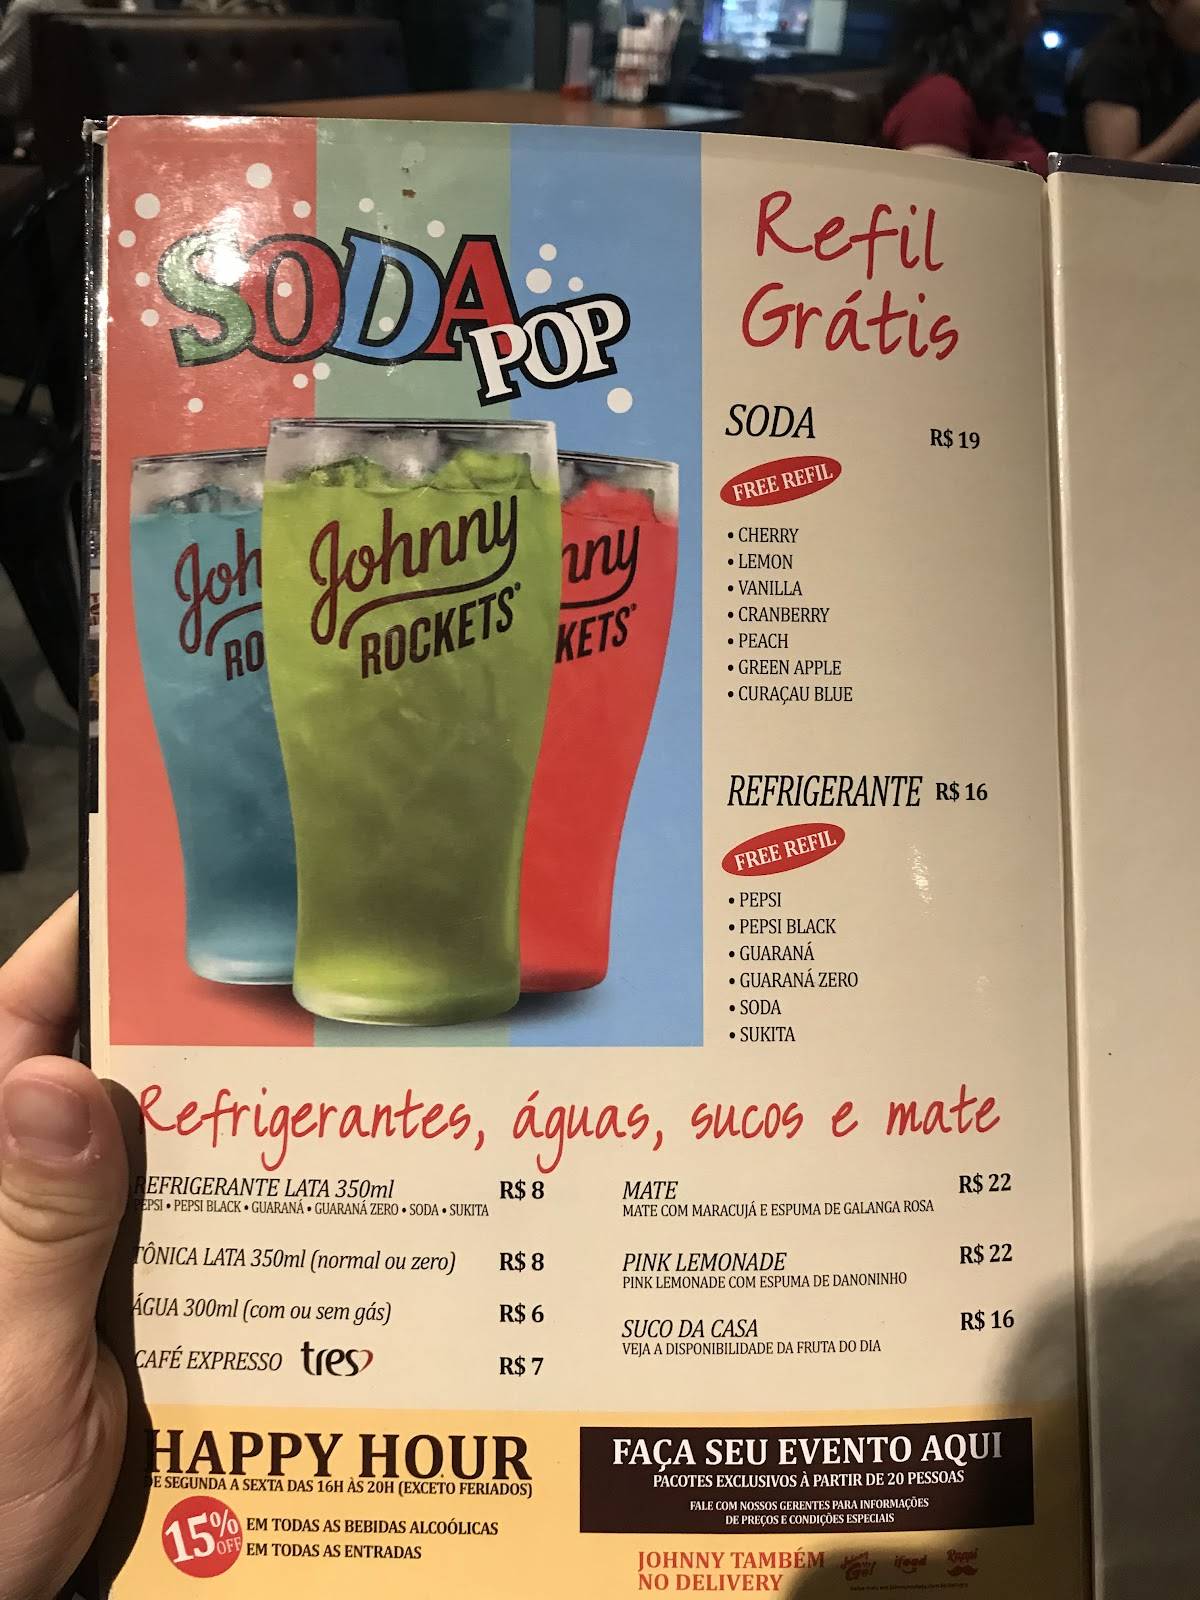 SODA
POP
Johnny
ROCKETS®
Joh
RO
nny
KETS®
Refil
Grátis
SODA R$ 19
FREE REFIL
• CHERRY
• LEMON
• VANILLA
• CRANBERRY
• PEACH
• GREEN APPLE
• CURAÇAU BLUE
REFRIGERANTE R$ 16
FREE REFIL
• PEPSI
• PEPSI BLACK
• GUARANÁ
• GUARANÁ ZERO
• SODA
• SUKITA
Refrigerantes, águas, sucos e mate
REFRIGERANTE LATA 350ml R$ 8
PEPSI • PEPSI BLACK • GUARANÁ • GUARANÁ ZERO • SODA • SUKITA
TÔNICA LATA 350ml (normal ou zero) R$ 8
ÁGUA 300ml (com ou sem gás) R$ 6
CAFÉ EXPRESSO tres R$ 7
MATE R$ 22
MATE COM MARACUJÁ E ESPUMA DE GALANGA ROSA
PINK LEMONADE R$ 22
PINK LEMONADE COM ESPUMA DE DANONINHO
SUCO DA CASA R$ 16
VEJA A DISPONIBILIDADE DA FRUTA DO DIA
HAPPY HOUR
DE SEGUNDA A SEXTA DAS 16H ÀS 20H (EXCETO FERIADOS)
15% OFF
EM TODAS AS BEBIDAS ALCOÓLICAS
EM TODAS AS ENTRADAS
FAÇA SEU EVENTO AQUI
PACOTES EXCLUSIVOS À PARTIR DE 20 PESSOAS
FALE COM NOSSOS GERENTES PARA INFORMAÇÕES
DE PREÇOS E CONDIÇÕES ESPECIAIS
JOHNNY TAMBÉM
NO DELIVERY
ifood
Rappi